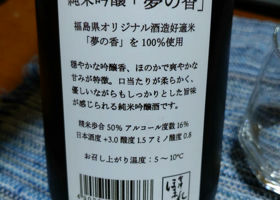 純米吟醸「夢の香」
福島県オリジナル酒造好適米
「夢の香」を100%使用
穏やかな吟醸香、ほのかで爽やかな
甘みが特徴。口当たりが柔らかく、
優しいながらもしっかりとした旨味
が感じられる純米吟醸酒です。
精米歩合50% アルコール度数16%
日本酒度+3.0 酸度1.5 アミノ酸度0.8
お召し上がり温度：5〜10℃